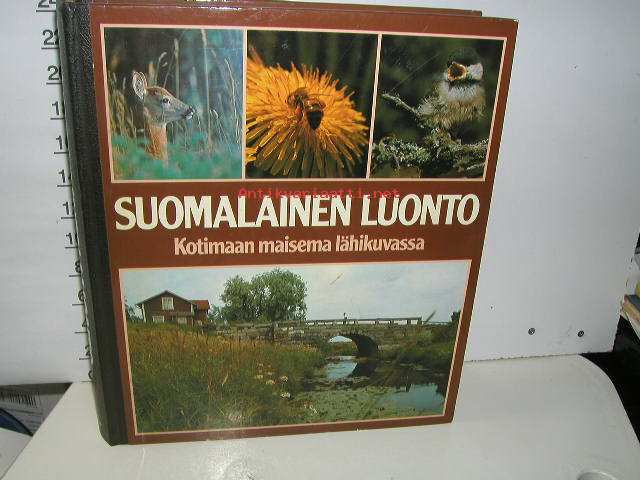 Antikvariaatti.net
SUOMALAINEN LUONTO
Kotimaan maisema lähikuvassa